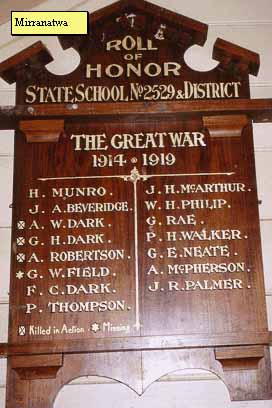 Mirranatwa
ROLL
OF
HONOR
STATE SCHOOL No 2529 & DISTRICT
THE GREAT WAR
1914 • 1919
H. MUNRO.
J. A. BEVERIDGE.
A. W. DARK.
G. H. DARK.
A. ROBERTSON.
G. W. FIELD.
F. C. DARK.
P. THOMPSON.
Killed in Action - Missing
J. H. McARTHUR.
W. H. PHILIP.
G. RAE.
P. H. WALKER.
G. E. NEATE.
A. McPHERSON.
J. R. PALMER.